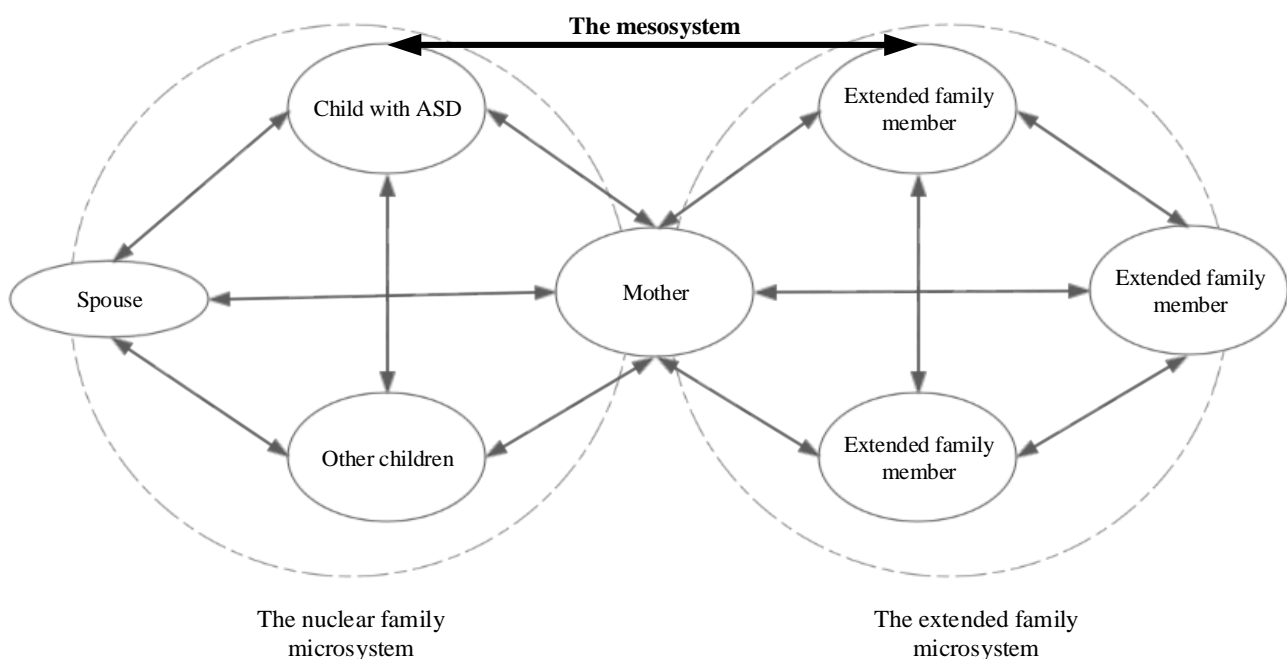 The mesosystem
Child with ASD
Extended family
member
Spouse
Mother
Extended family
member
Other children
Extended family
member
The nuclear family
microsystem
The extended family
microsystem